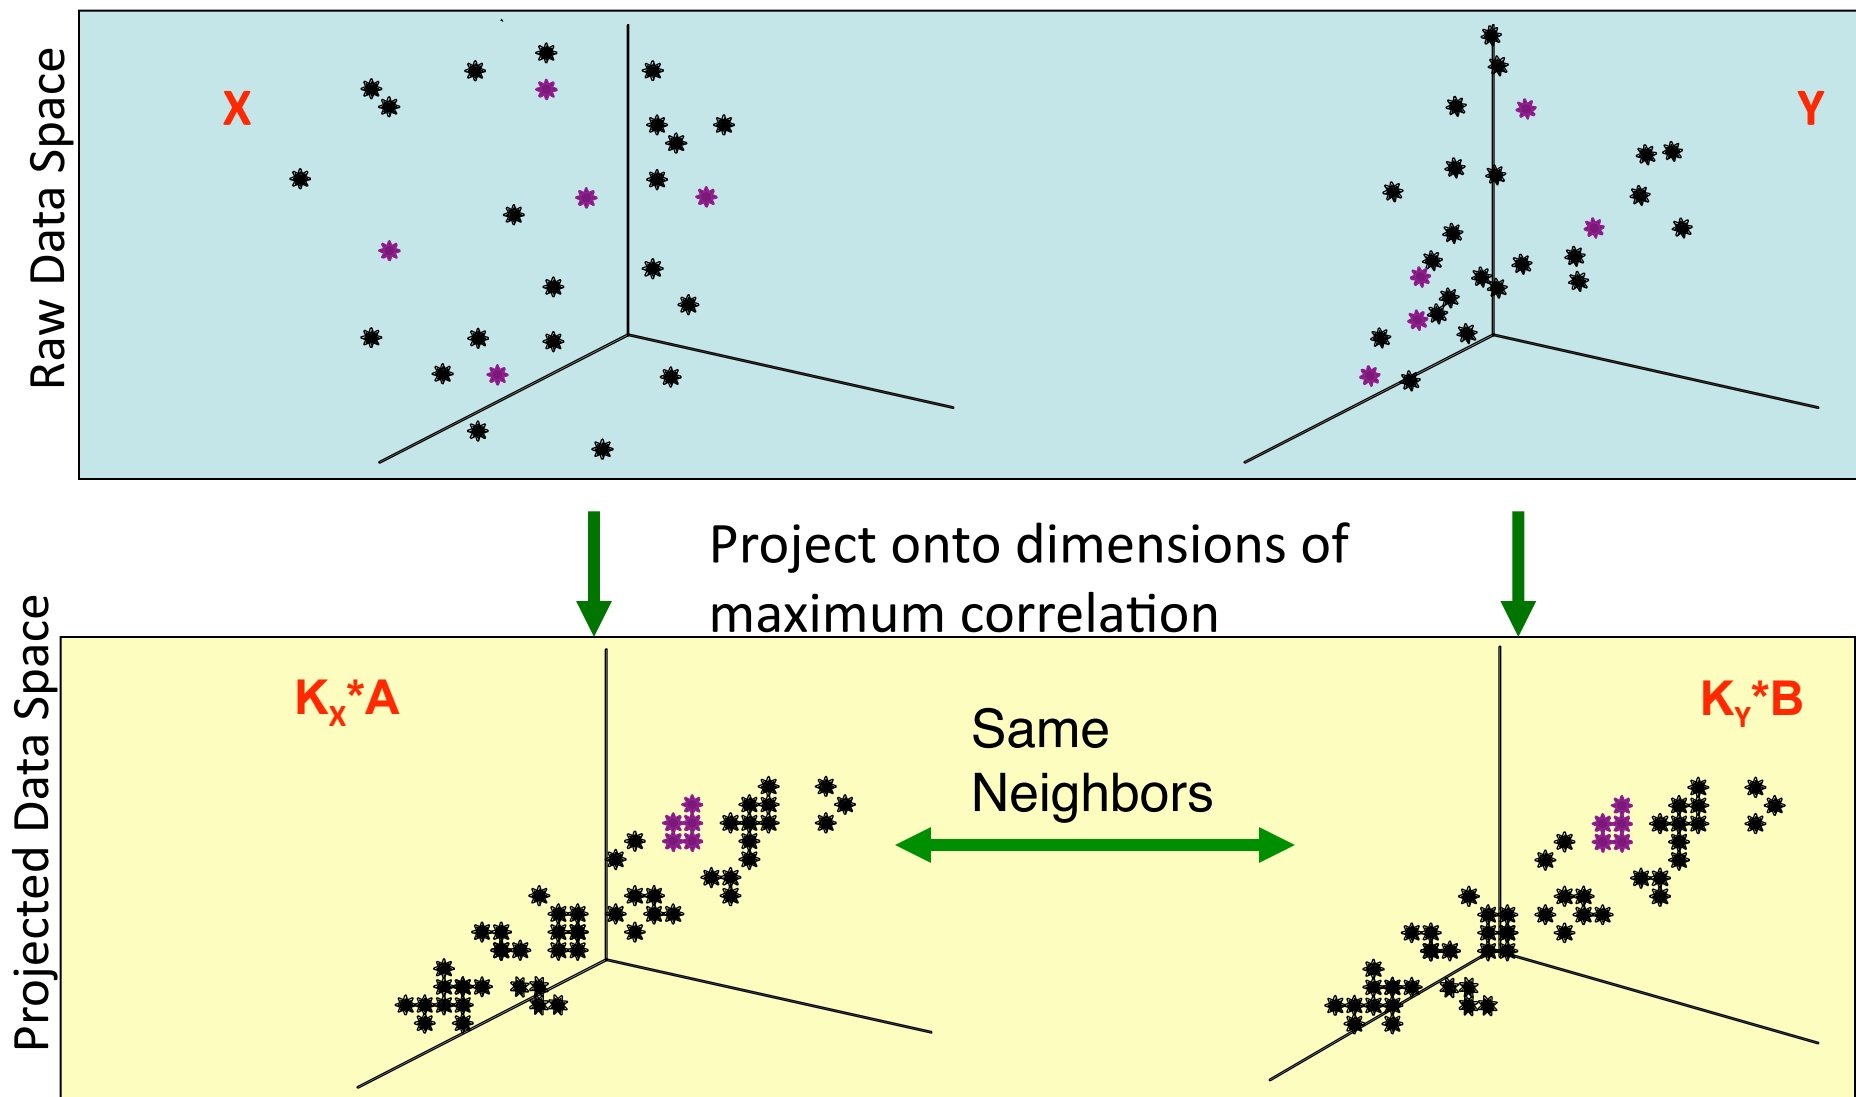 Raw Data Space
X
Y
Project onto dimensions of
maximum correlation
Projected Data Space
KX*A
Same
Neighbors
KY*B